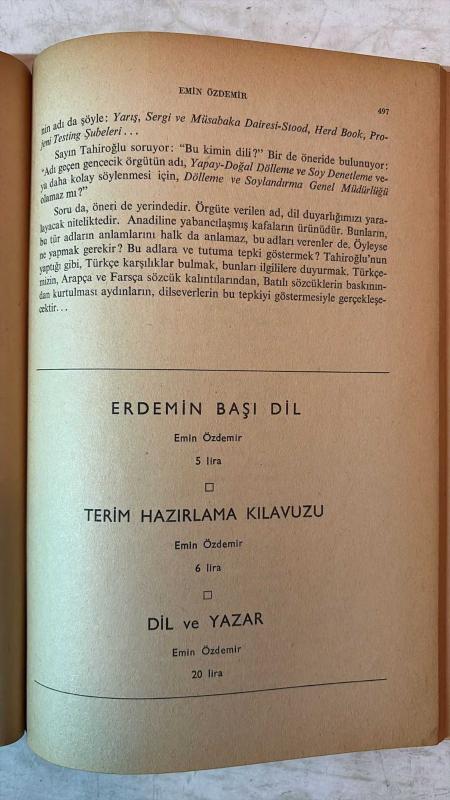 EMİN ÖZDEMİR
497
nin adı da şöyle: Yarış, Sergi ve Müsabaka Dairesi-Stood, Herd Book, Pro-
jeni Testing Şubeleri...
Sayın Tahiroğlu soruyor: “Bu kimin dili?” Bir de öneride bulunuyor:
“Adı geçen gencecik örgütün adı, Yapay-Doğal Dölleme ve Soy Denetleme ve-
ya daha kolay söylenmesi için, Dölleme ve Soylandırma Genel Müdürlüğü
olamaz mı?”
Soru da, öneri de yerindedir. Örgüte verilen ad, dil duyarlığımızı yara-
layacak niteliktedir. Anadiline yabancılaşmış kafaların ürünüdür. Bunların,
bu tür adların anlamlarını halk da anlamaz, bu adları verenler de. Öyleyse
ne yapmak gerekir? Bu adlara ve tutuma tepki göstermek? Tahiroğlu'nun
yaptığı gibi, Türkçe karşılıklar bulmak, bunları ilgililere duyurmak. Türkçe-
mizin, Arapça ve Farsça sözcük kalıntılarından, Batılı sözcüklerin baskının-
dan kurtulması aydınların, dilseverlerin bu tepkiyi göstermesiyle gerçekleşe-
cektir...
ERDEMİN BAŞI DİL
Emin Özdemir
5 lira
TERİM HAZIRLAMA KILAVUZU
Emin Özdemir
6 lira
DİL ve YAZAR
Emin Özdemir
20 lira